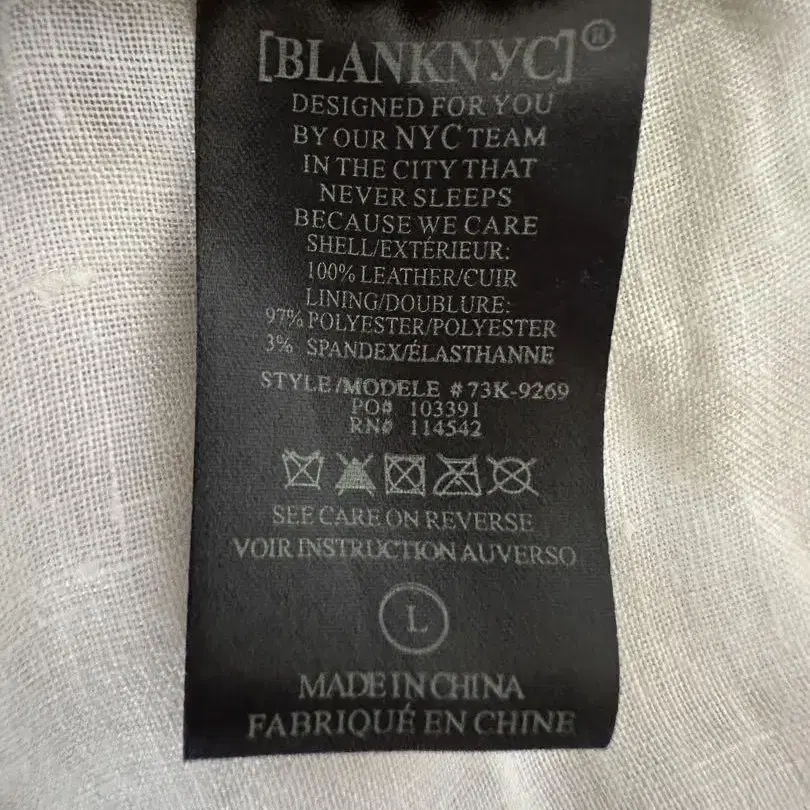 [BLANKNYC]®
DESIGNED FOR YOU
BY OUR NYC TEAM
IN THE CITY THAT
NEVER SLEEPS
BECAUSE WE CARE
SHELL/EXTÉRIEUR:
100% LEATHER/CUIR
LINING/DOUBLURE:
97% POLYESTER/POLYESTER
3% SPANDEX/ÉLASTHANNE
STYLE/MODELE #73K-9269
PO# 103391
RN# 114542
SEE CARE ON REVERSE
VOIR INSTRUCTION AU VERSO
L
MADE IN CHINA
FABRIQUÉ EN CHINE